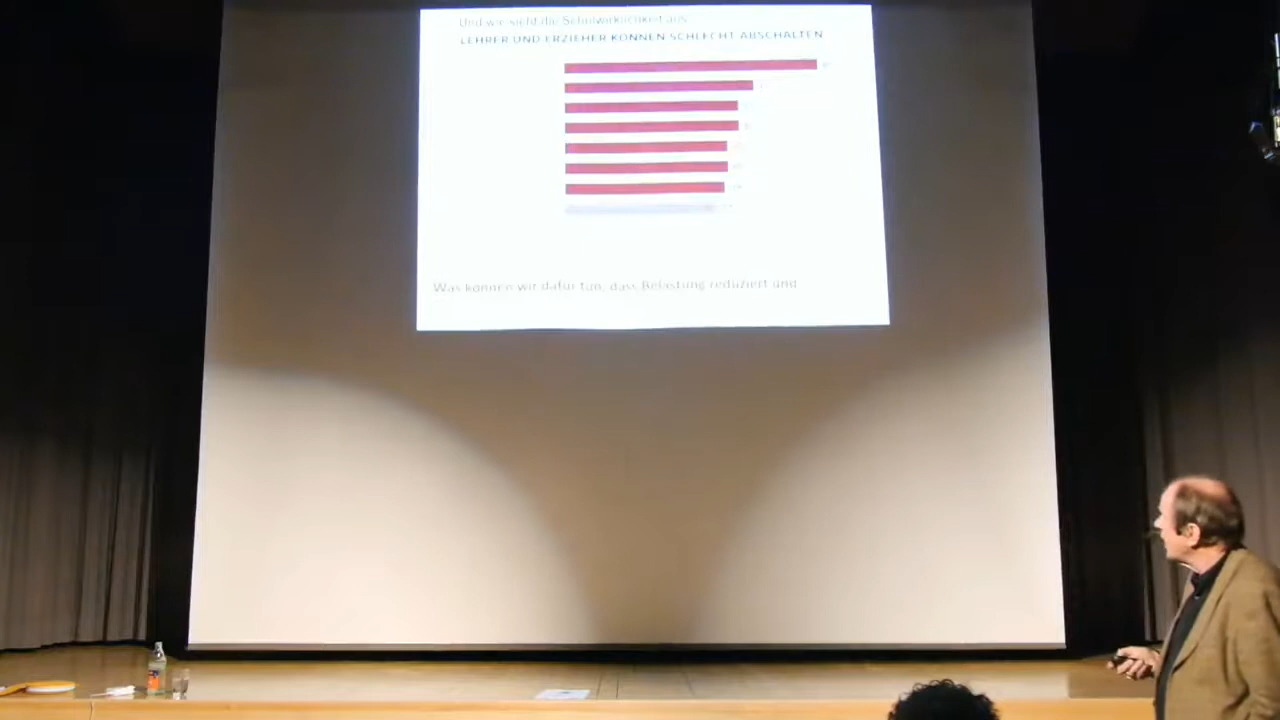 Und wie sieht die Schulwirklichkeit aus
LEHRER UND ERZIEHER KÖNNEN SCHLECHT ABSCHALTEN
Was können wir dafür tun, dass Belastung reduziert und